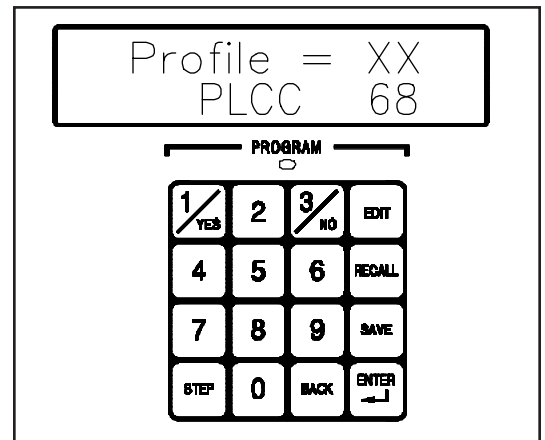 Profile = XX
PLCC 68
PROGRAM
1/YES 2 3/NO EDIT
4 5 6 RECALL
7 8 9 SAVE
STEP 0 BACK ENTER